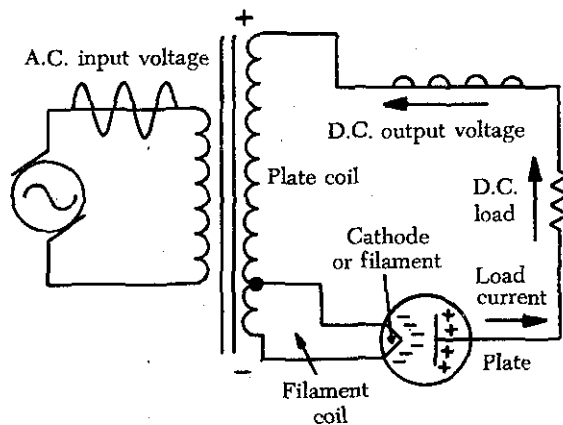 +
A.C. input voltage
D.C. output voltage
Plate coil
D.C.
load
Cathode
or filament
Load
current
− − − − − − + + + + +
Plate
−
Filament
coil